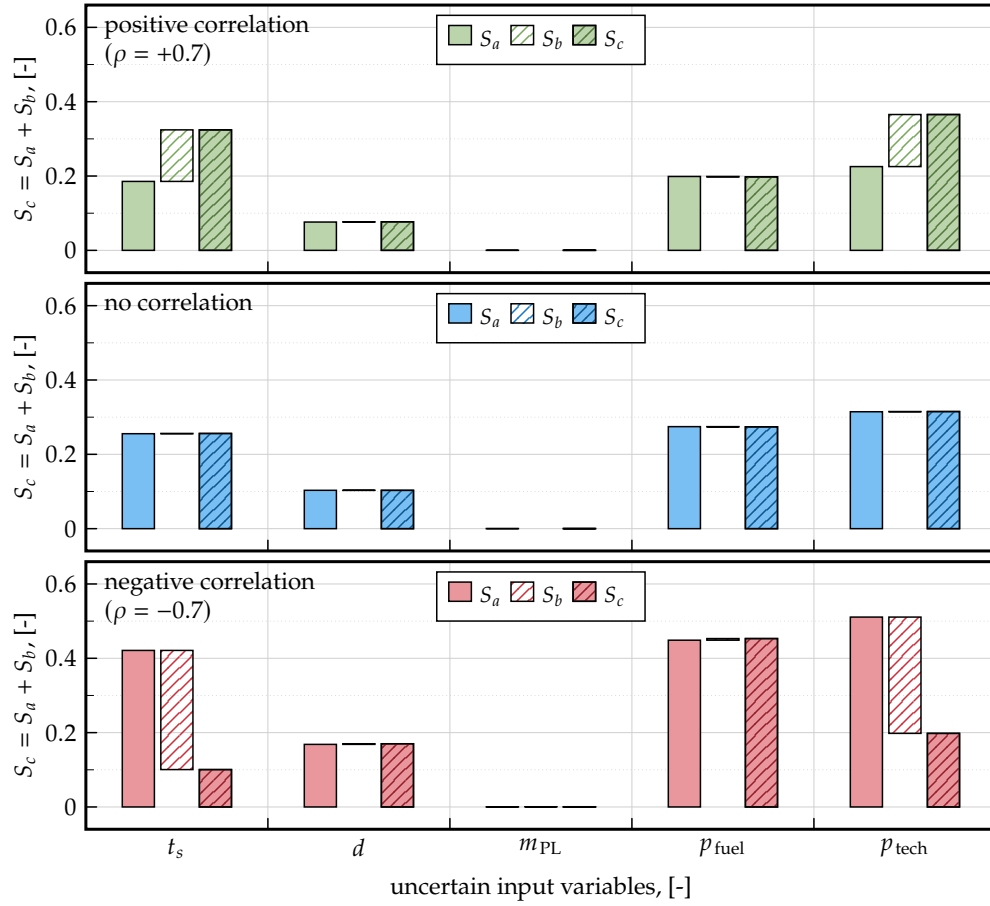 positive correlation
(ρ = +0.7)
S_a S_b S_c
0.6
0.4
0.2
0
S_c = S_a + S_b, [-]
no correlation
S_a S_b S_c
0.6
0.4
0.2
0
S_c = S_a + S_b, [-]
negative correlation
(ρ = −0.7)
S_a S_b S_c
0.6
0.4
0.2
0
S_c = S_a + S_b, [-]
t_s d m_PL p_fuel p_tech
uncertain input variables, [-]